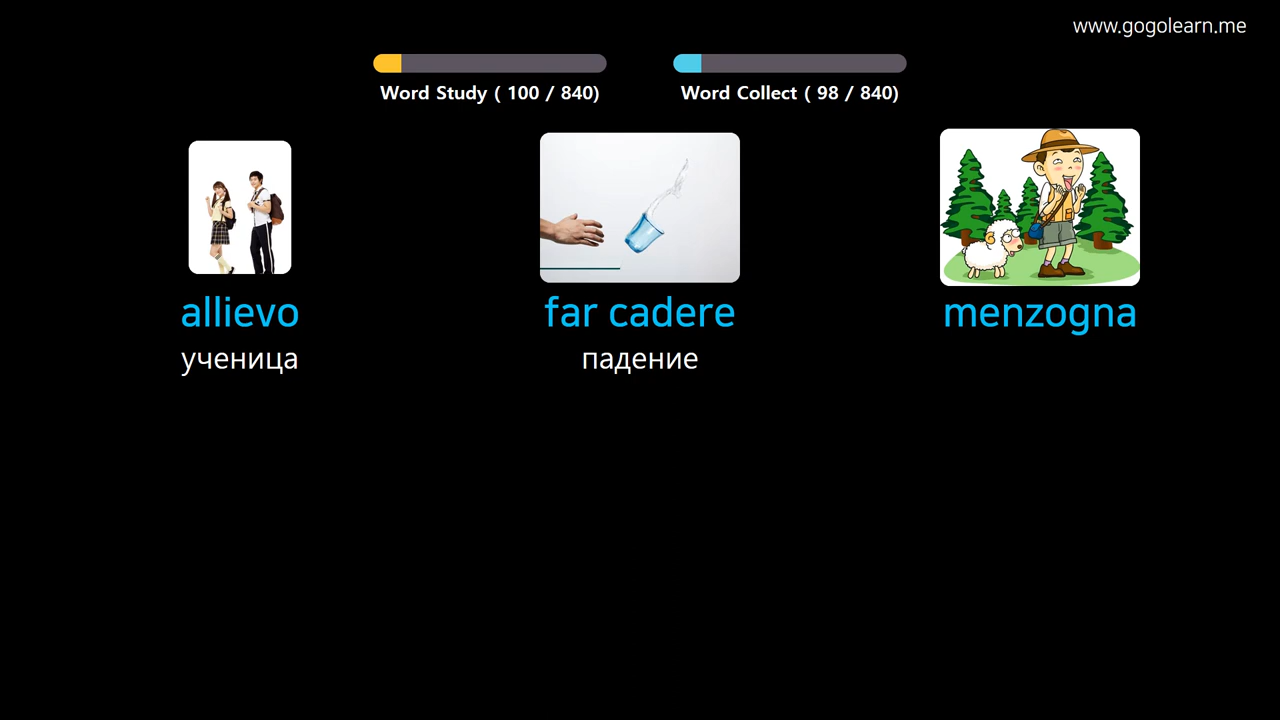 www.gogolearn.me
Word Study ( 100 / 840)
Word Collect ( 98 / 840)
allievo
ученица
far cadere
падение
menzogna